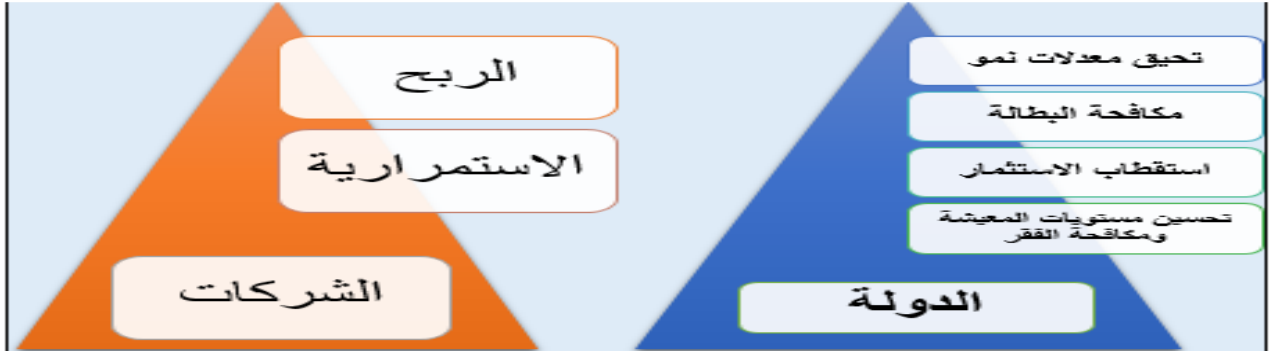 تحيق معدلات نمو
مكافحة البطالة
استقطاب الاستثمار
تحسين مستويات المعيشة
ومكافحة الفقر
الدولة
الربح
الاستمرارية
الشركات